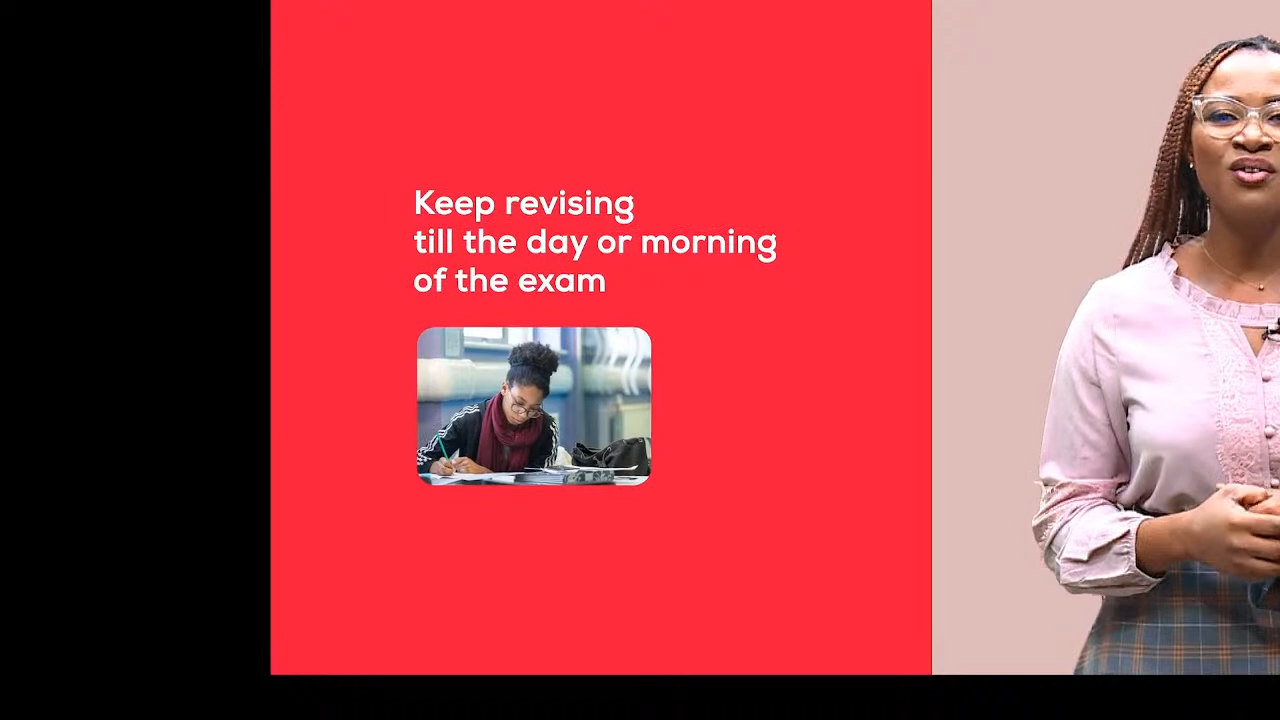 Keep revising
till the day or morning
of the exam